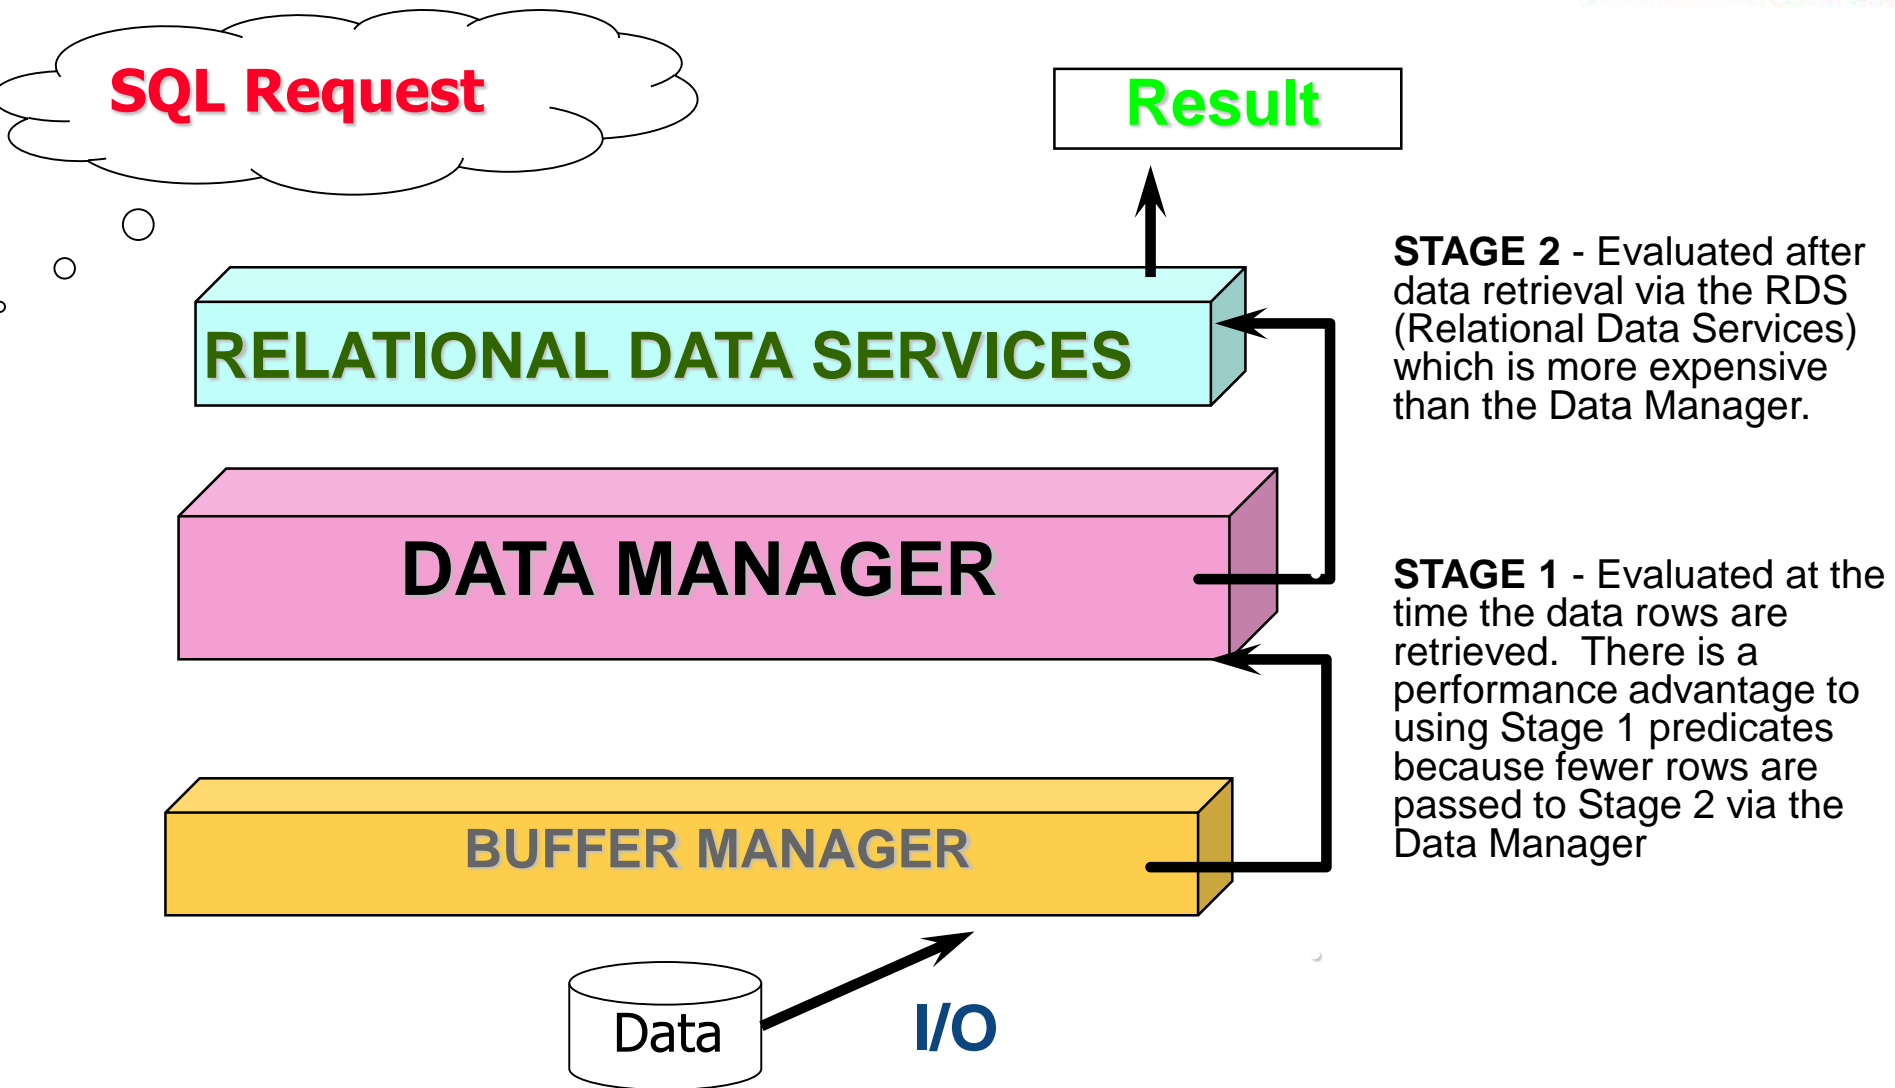 SQL Request
Result
RELATIONAL DATA SERVICES
STAGE 2 - Evaluated after
data retrieval via the RDS
(Relational Data Services)
which is more expensive
than the Data Manager.
DATA MANAGER
STAGE 1 - Evaluated at the
time the data rows are
retrieved.  There is a
performance advantage to
using Stage 1 predicates
because fewer rows are
passed to Stage 2 via the
Data Manager
BUFFER MANAGER
Data
I/O